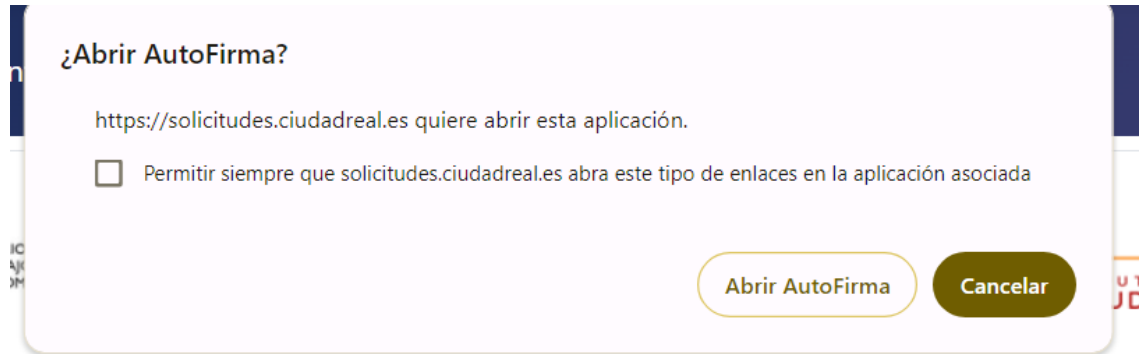 ¿Abrir AutoFirma?
https://solicitudes.ciudadreal.es quiere abrir esta aplicación.
Permitir siempre que solicitudes.ciudadreal.es abra este tipo de enlaces en la aplicación asociada
Abrir AutoFirma
Cancelar